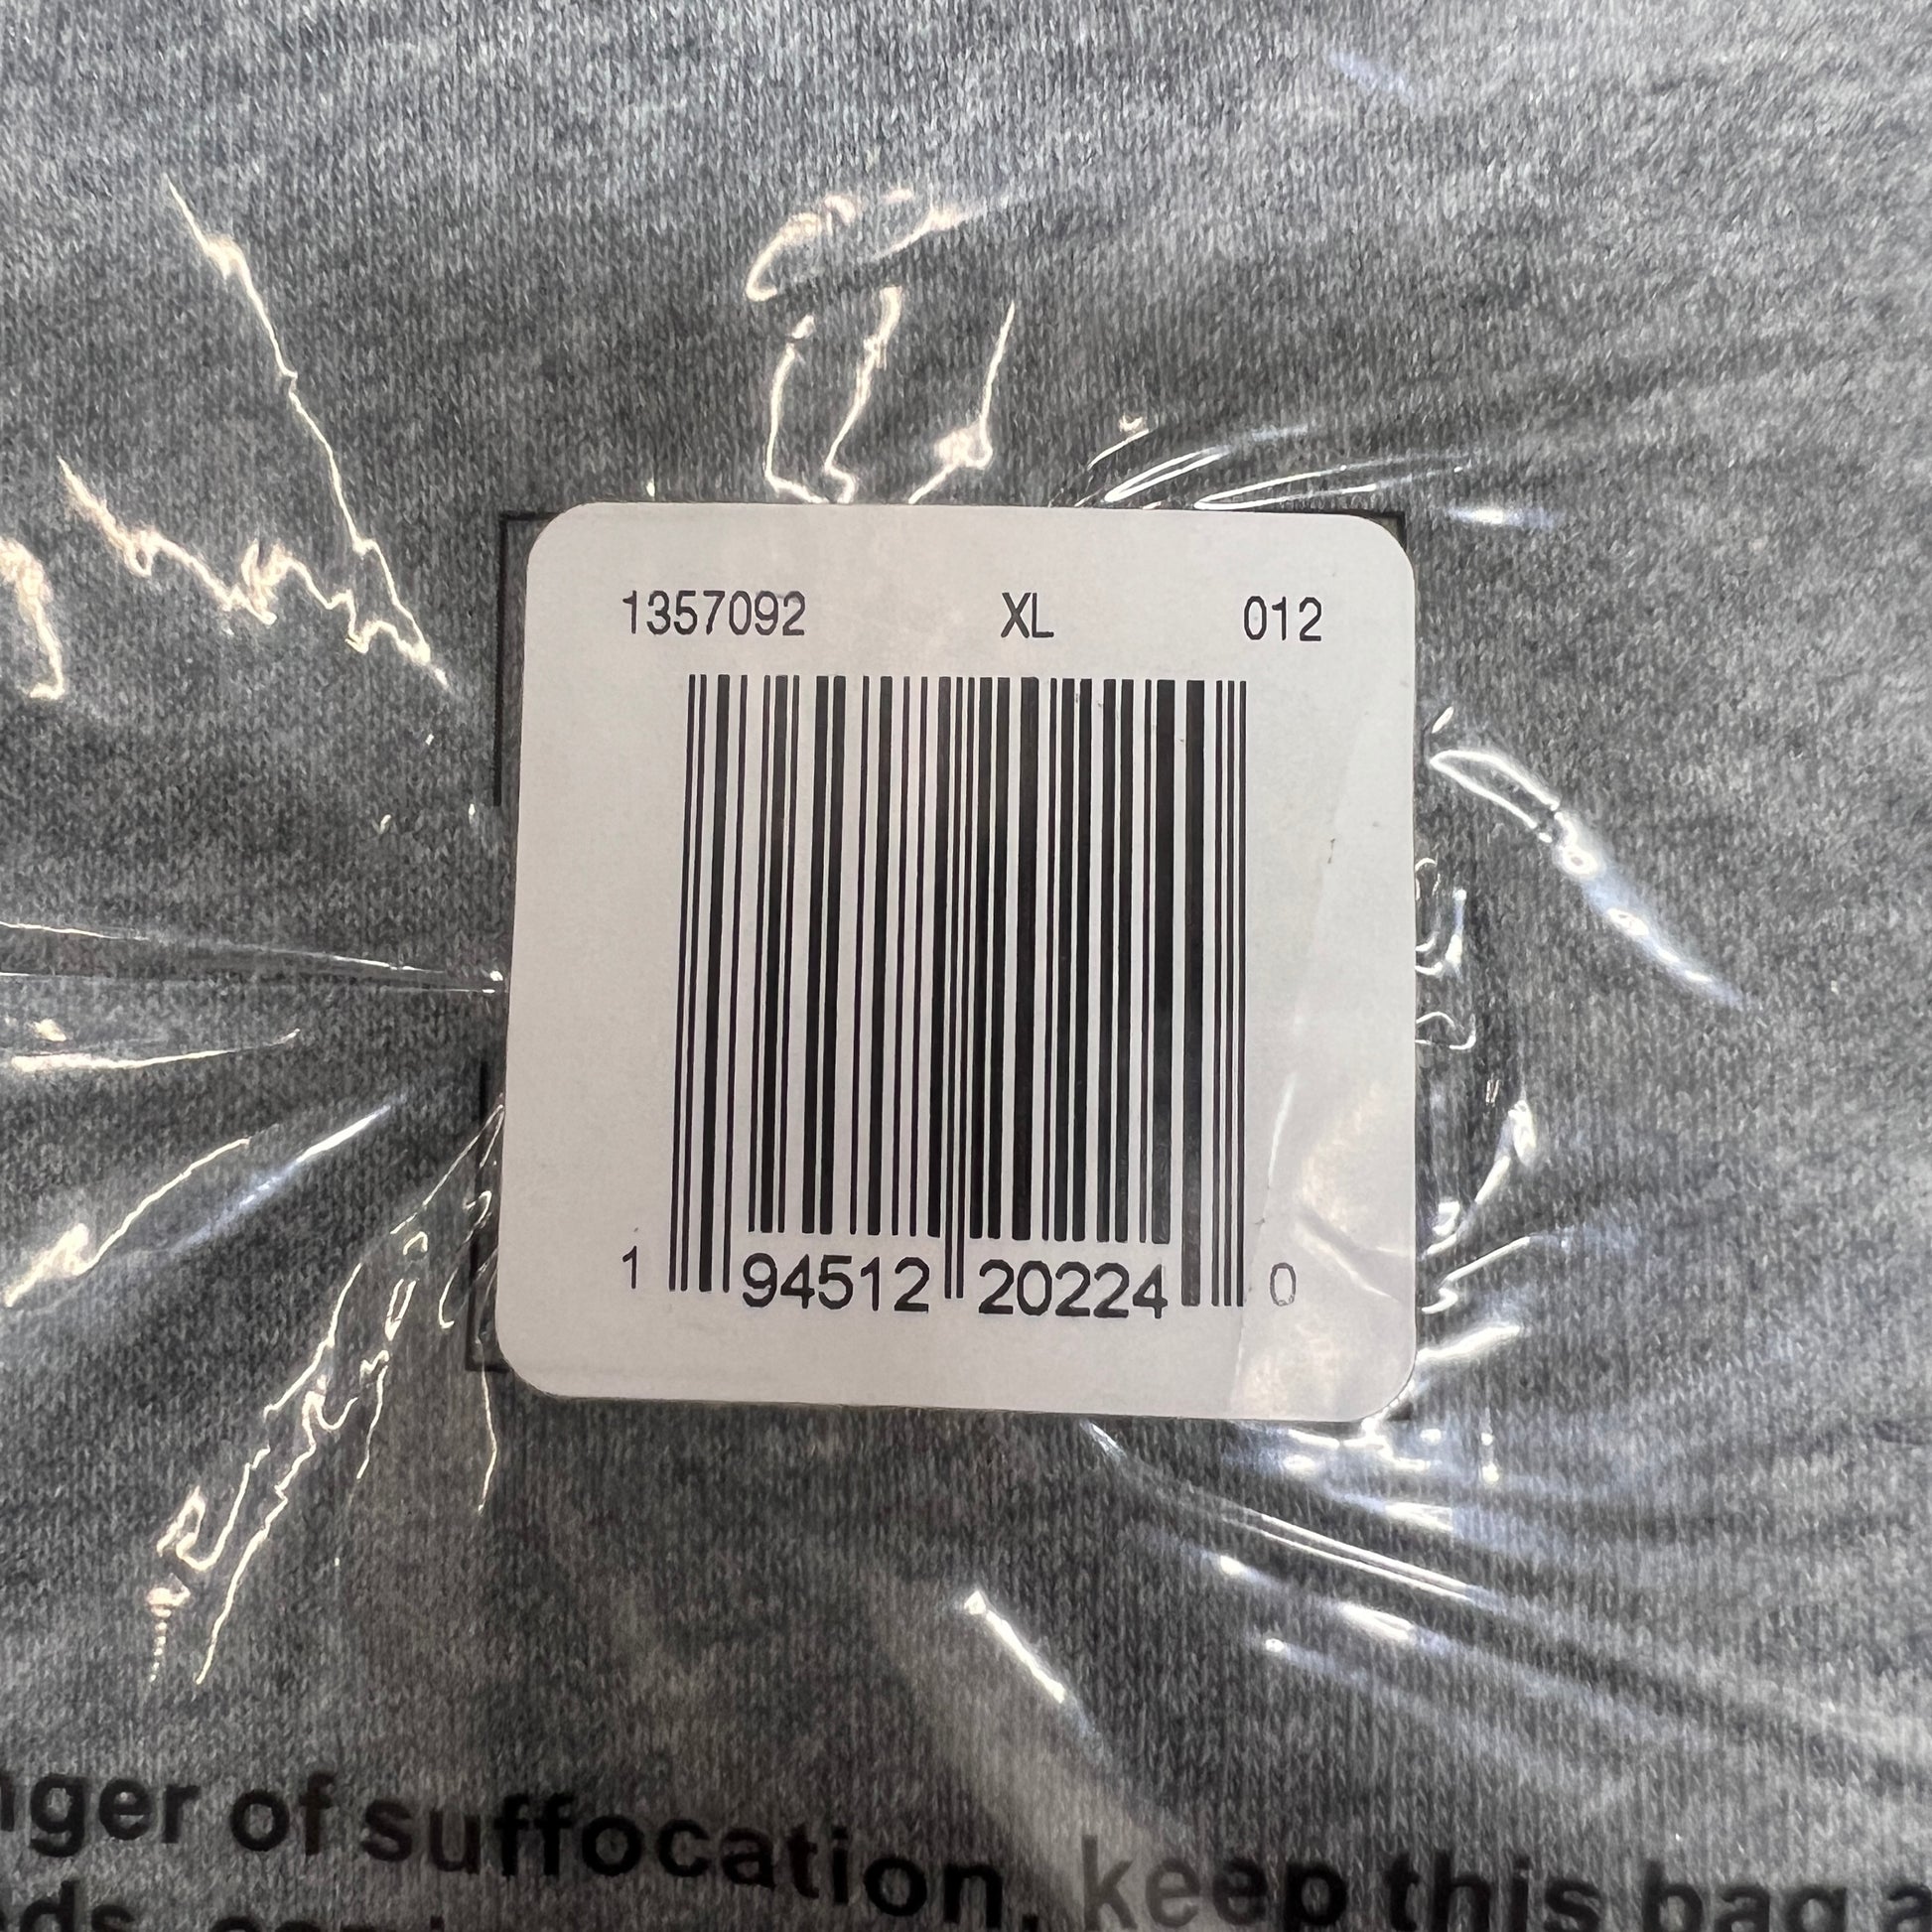 1357092 XL 012
1 94512 20224 0
nger of suffocation, keep this bag a